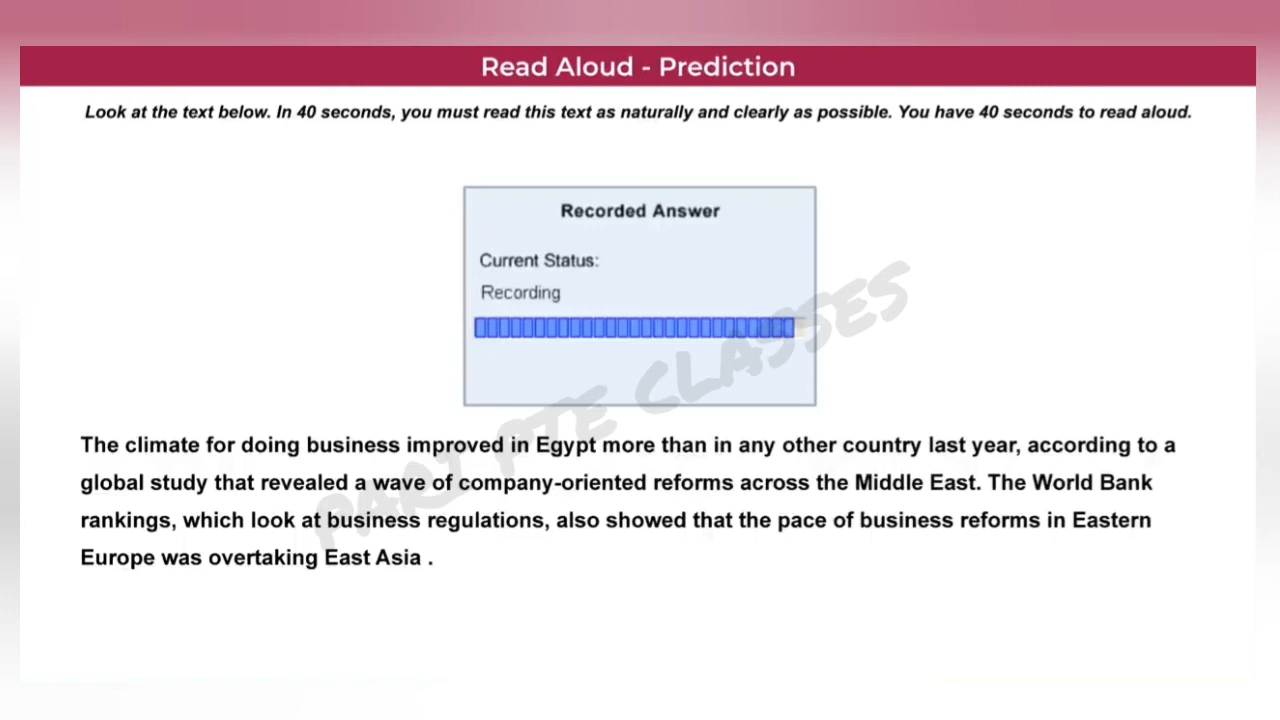 Read Aloud - Prediction
Look at the text below. In 40 seconds, you must read this text as naturally and clearly as possible. You have 40 seconds to read aloud.
Recorded Answer
Current Status:
Recording
PARI PTE CLASSES
The climate for doing business improved in Egypt more than in any other country last year, according to a
global study that revealed a wave of company-oriented reforms across the Middle East. The World Bank
rankings, which look at business regulations, also showed that the pace of business reforms in Eastern
Europe was overtaking East Asia .